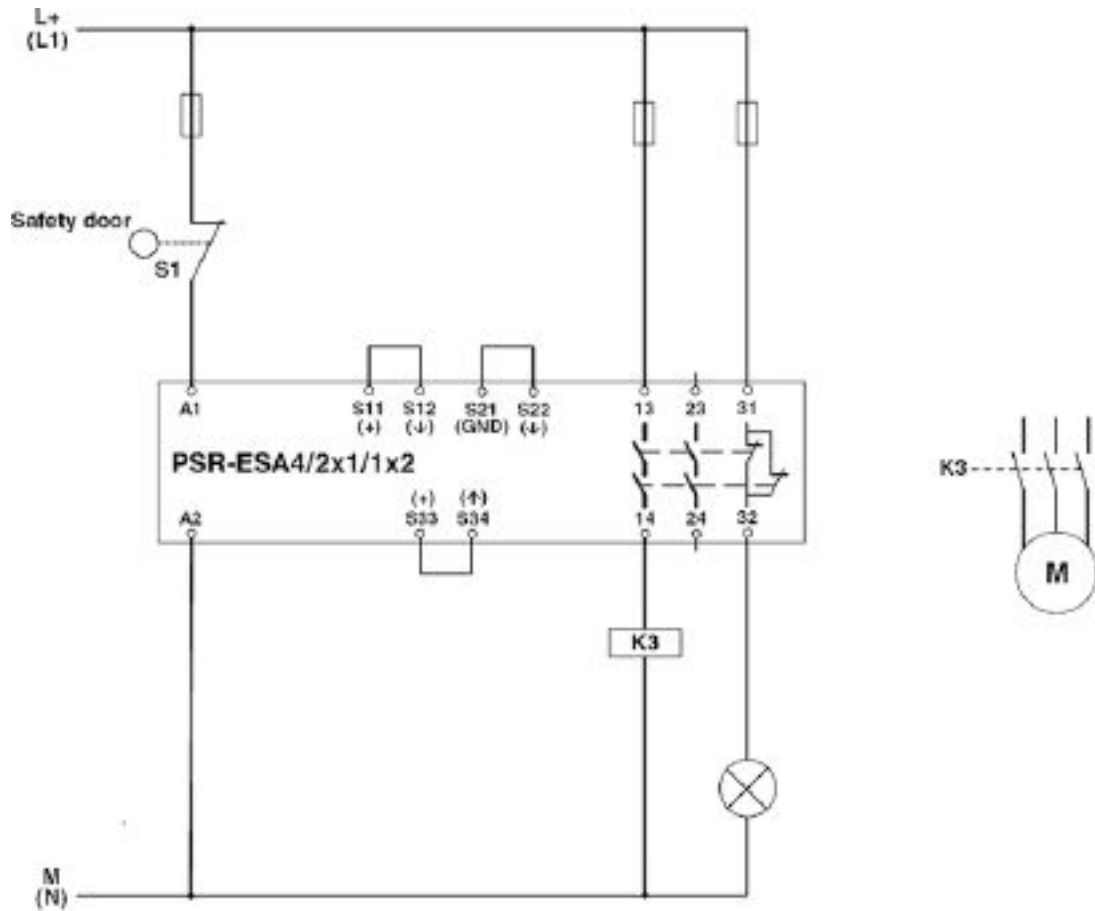 L+
(L1)
Safety door
S1
A1
S11
(+)
S12
(↓)
S21
(GND)
S22
(↓)
13
23
31
PSR-ESA4/2x1/1x2
A2
(+)
S33
(↑)
S34
14
24
32
K3
K3
M
M
(N)